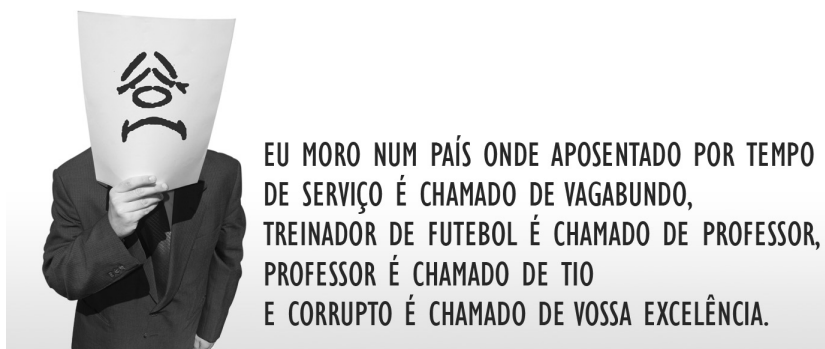 EU MORO NUM PAÍS ONDE APOSENTADO POR TEMPO
DE SERVIÇO É CHAMADO DE VAGABUNDO,
TREINADOR DE FUTEBOL É CHAMADO DE PROFESSOR,
PROFESSOR É CHAMADO DE TIO
E CORRUPTO É CHAMADO DE VOSSA EXCELÊNCIA.